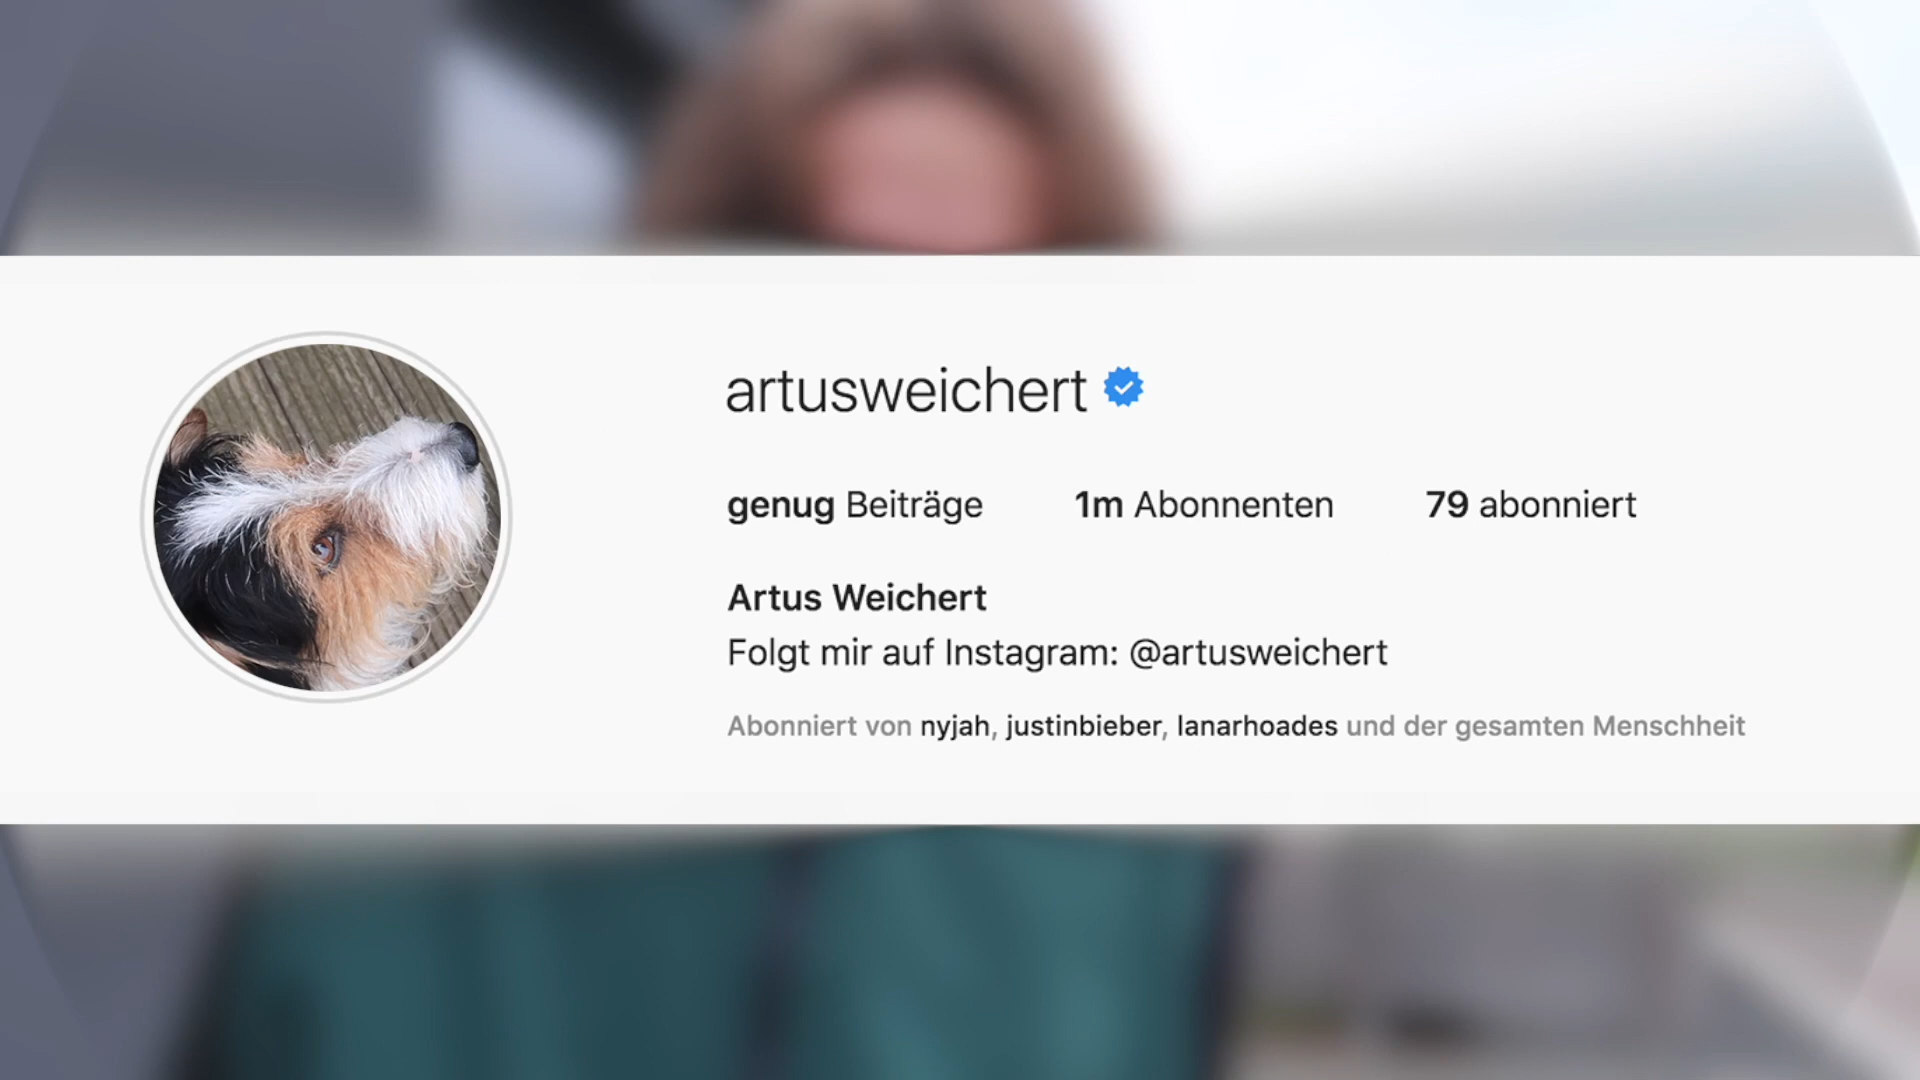 artusweichert
genug Beiträge 1m Abonnenten 79 abonniert
Artus Weichert
Folgt mir auf Instagram: @artusweichert
Abonniert von nyjah, justinbieber, lanarhoades und der gesamten Menschheit